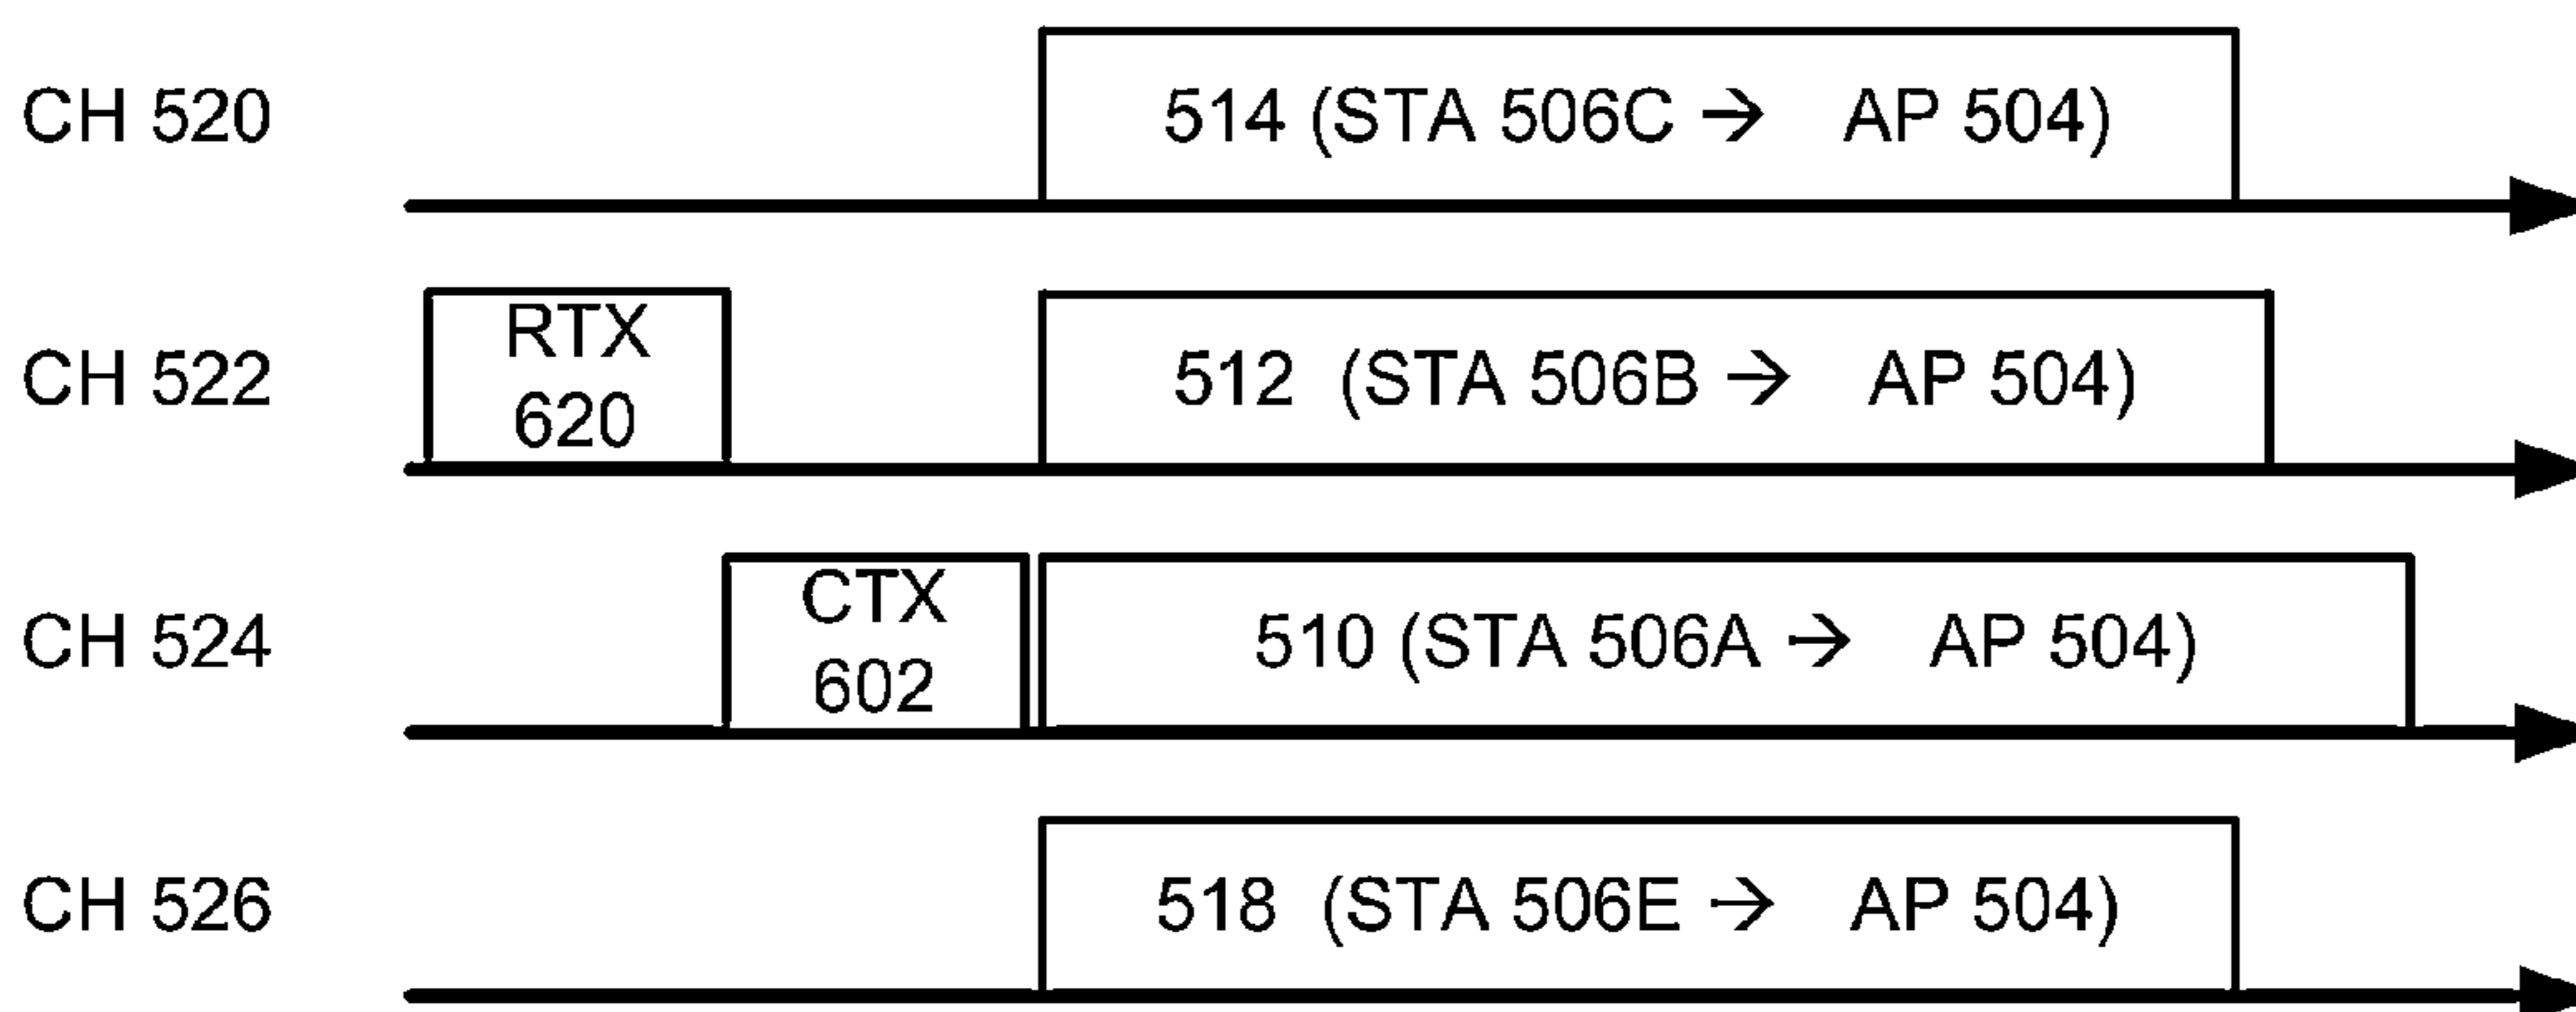 CH 520
514 (STA 506C → AP 504)
CH 522
RTX
620
512 (STA 506B → AP 504)
CH 524
CTX
602
510 (STA 506A → AP 504)
CH 526
518 (STA 506E → AP 504)